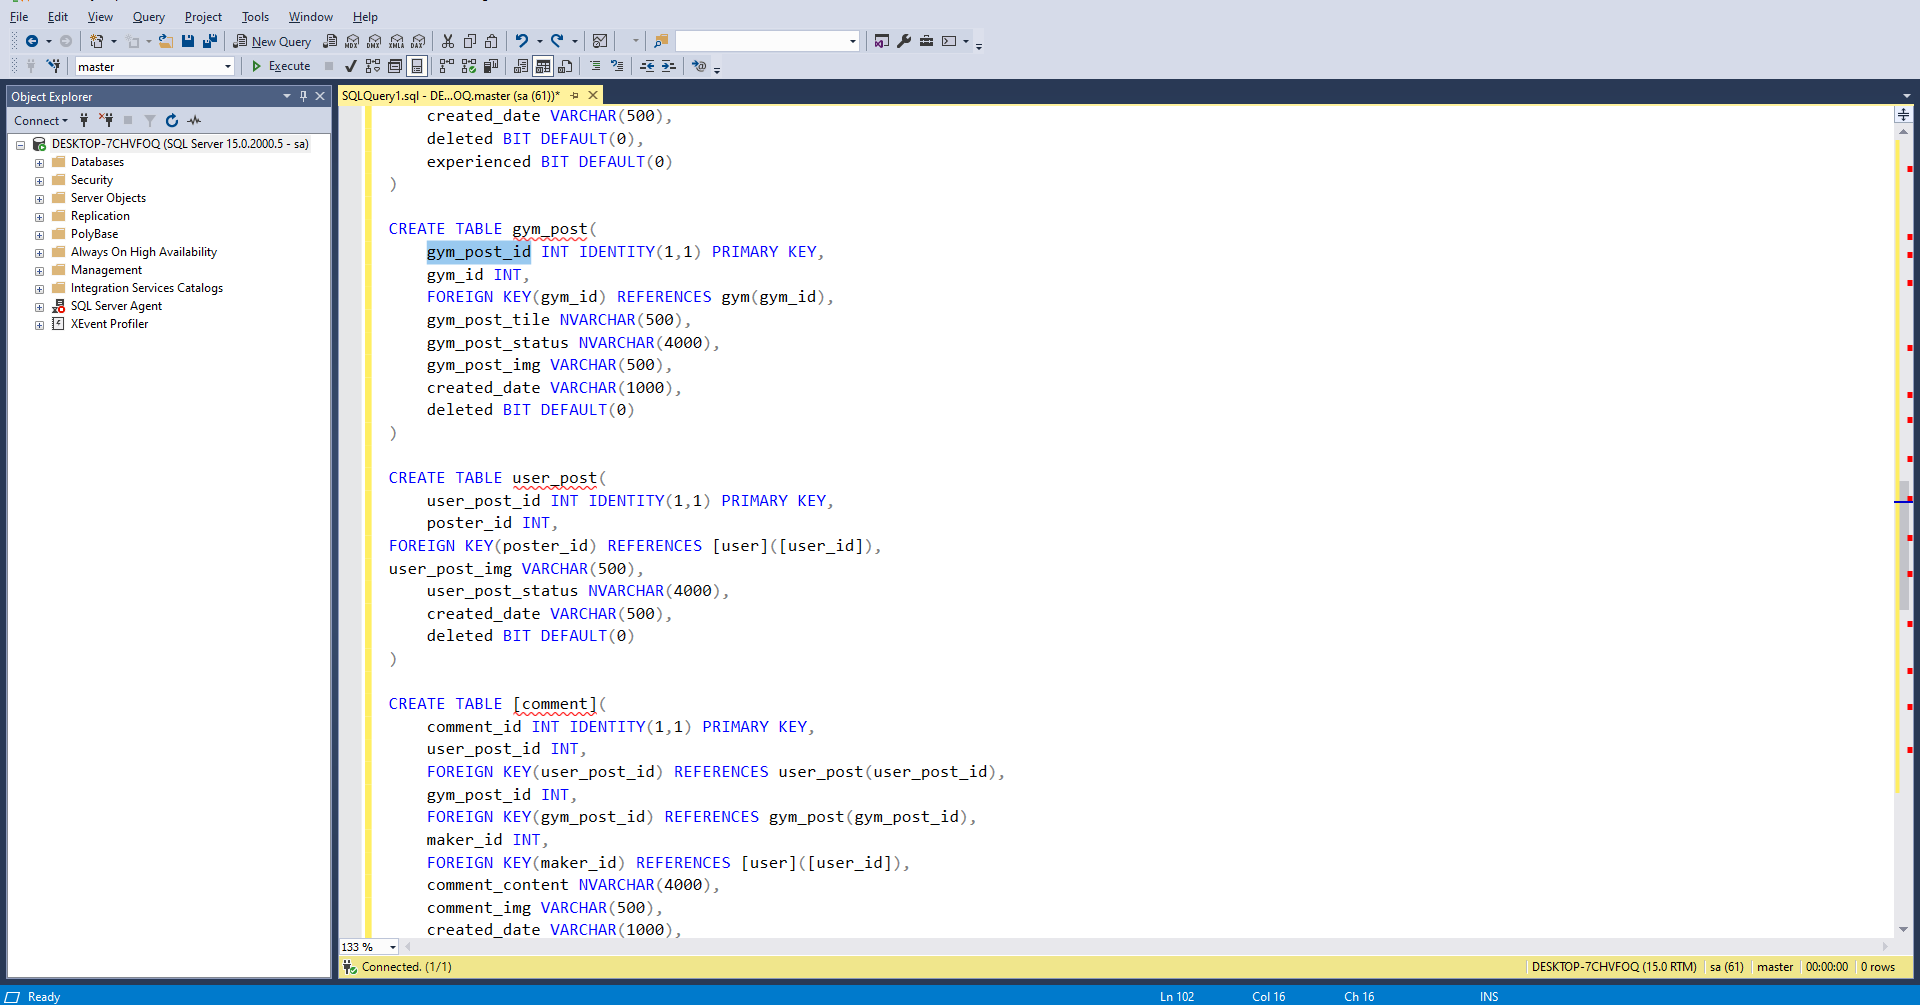 File Edit View Query Project Tools Window Help
New Query MDX DMX XMLA DAX
master Execute
Object Explorer
Connect
DESKTOP-7CHVFOQ (SQL Server 15.0.2000.5 - sa)
Databases
Security
Server Objects
Replication
PolyBase
Always On High Availability
Management
Integration Services Catalogs
SQL Server Agent
XEvent Profiler
SQLQuery1.sql - DE...OQ.master (sa (61))*
created_date VARCHAR(500),
deleted BIT DEFAULT(0),
experienced BIT DEFAULT(0)
)
CREATE TABLE gym_post(
gym_post_id INT IDENTITY(1,1) PRIMARY KEY,
gym_id INT,
FOREIGN KEY(gym_id) REFERENCES gym(gym_id),
gym_post_tile NVARCHAR(500),
gym_post_status NVARCHAR(4000),
gym_post_img VARCHAR(500),
created_date VARCHAR(1000),
deleted BIT DEFAULT(0)
)
CREATE TABLE user_post(
user_post_id INT IDENTITY(1,1) PRIMARY KEY,
poster_id INT,
FOREIGN KEY(poster_id) REFERENCES [user]([user_id]),
user_post_img VARCHAR(500),
user_post_status NVARCHAR(4000),
created_date VARCHAR(500),
deleted BIT DEFAULT(0)
)
CREATE TABLE [comment](
comment_id INT IDENTITY(1,1) PRIMARY KEY,
user_post_id INT,
FOREIGN KEY(user_post_id) REFERENCES user_post(user_post_id),
gym_post_id INT,
FOREIGN KEY(gym_post_id) REFERENCES gym_post(gym_post_id),
maker_id INT,
FOREIGN KEY(maker_id) REFERENCES [user]([user_id]),
comment_content NVARCHAR(4000),
comment_img VARCHAR(500),
created_date VARCHAR(1000),
133 %
Connected. (1/1) DESKTOP-7CHVFOQ (15.0 RTM) sa (61) master 00:00:00 0 rows
Ready Ln 102 Col 16 Ch 16 INS